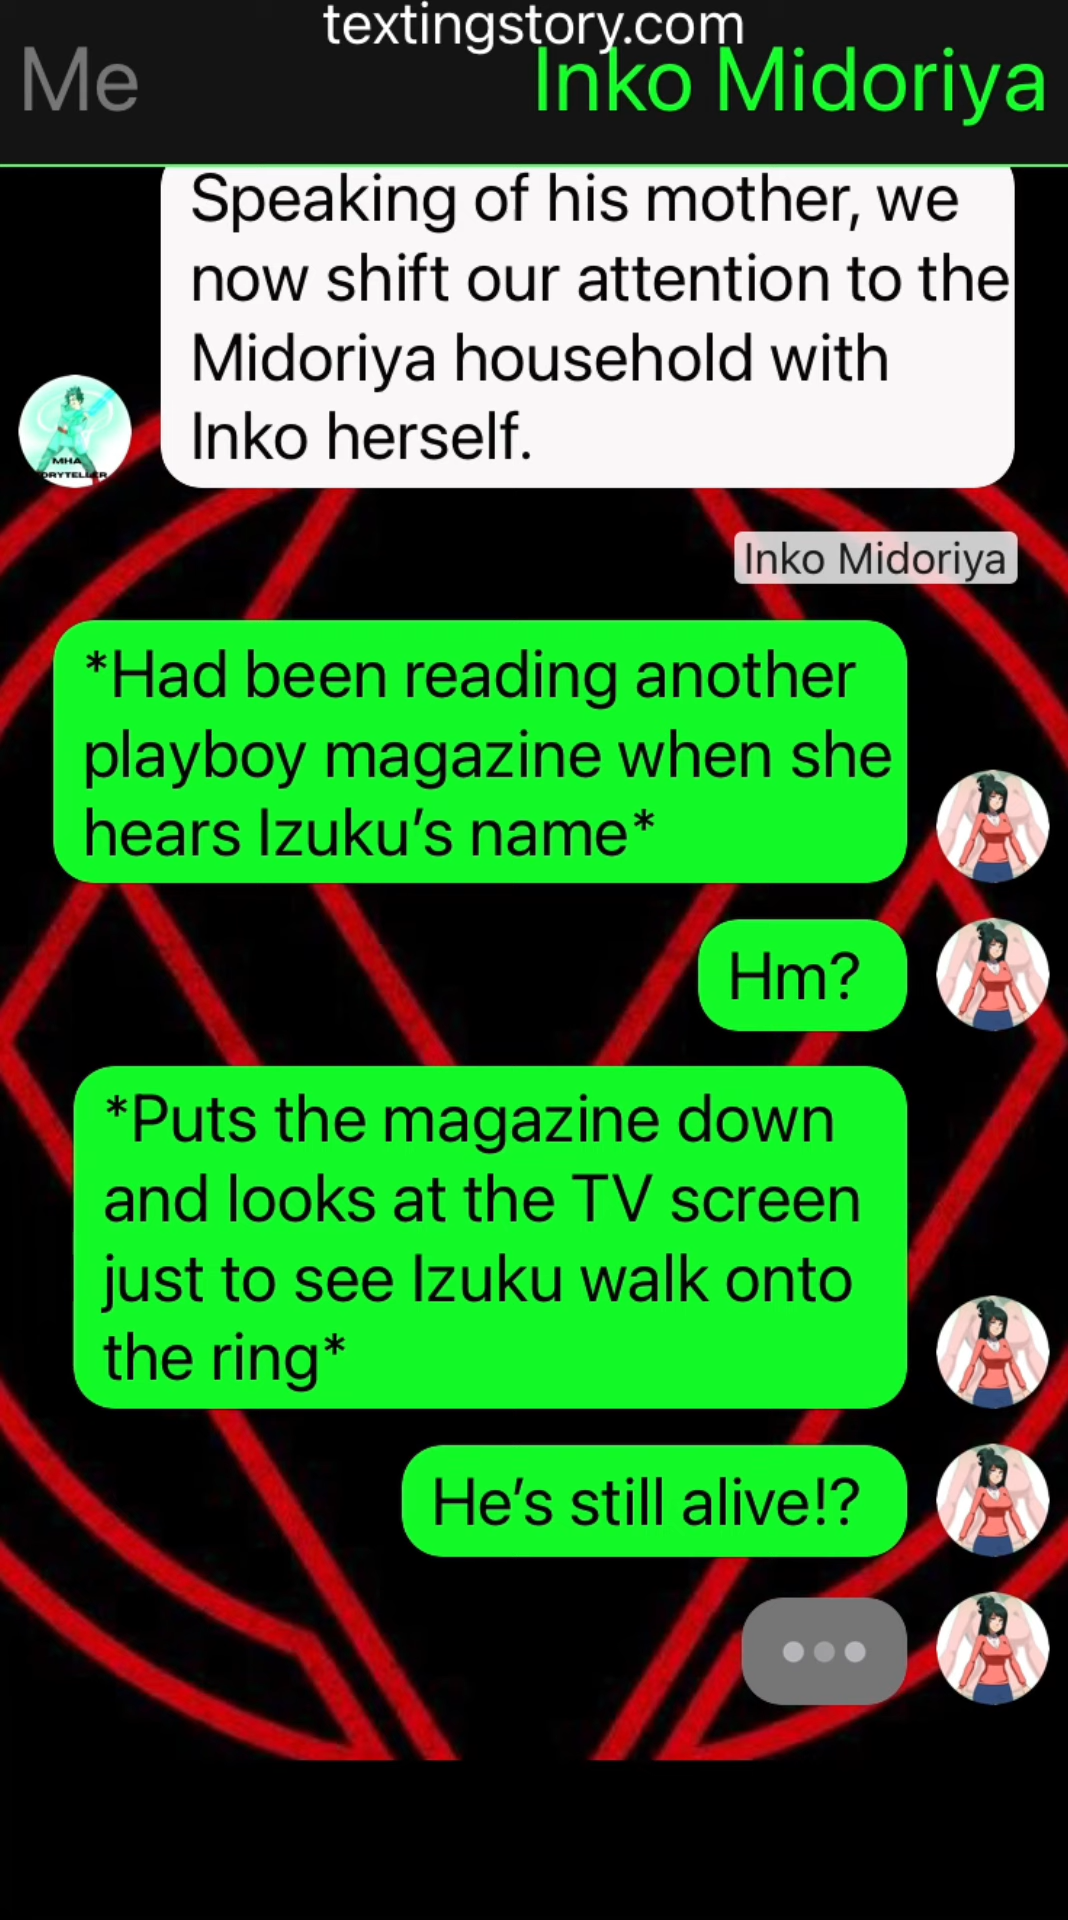 textingstory.com
Me
Inko Midoriya
Speaking of his mother, we
now shift our attention to the
Midoriya household with
Inko herself.
MHA
ORYTELLER
Inko Midoriya
*Had been reading another
playboy magazine when she
hears Izuku’s name*
Hm?
*Puts the magazine down
and looks at the TV screen
just to see Izuku walk onto
the ring*
He’s still alive!?